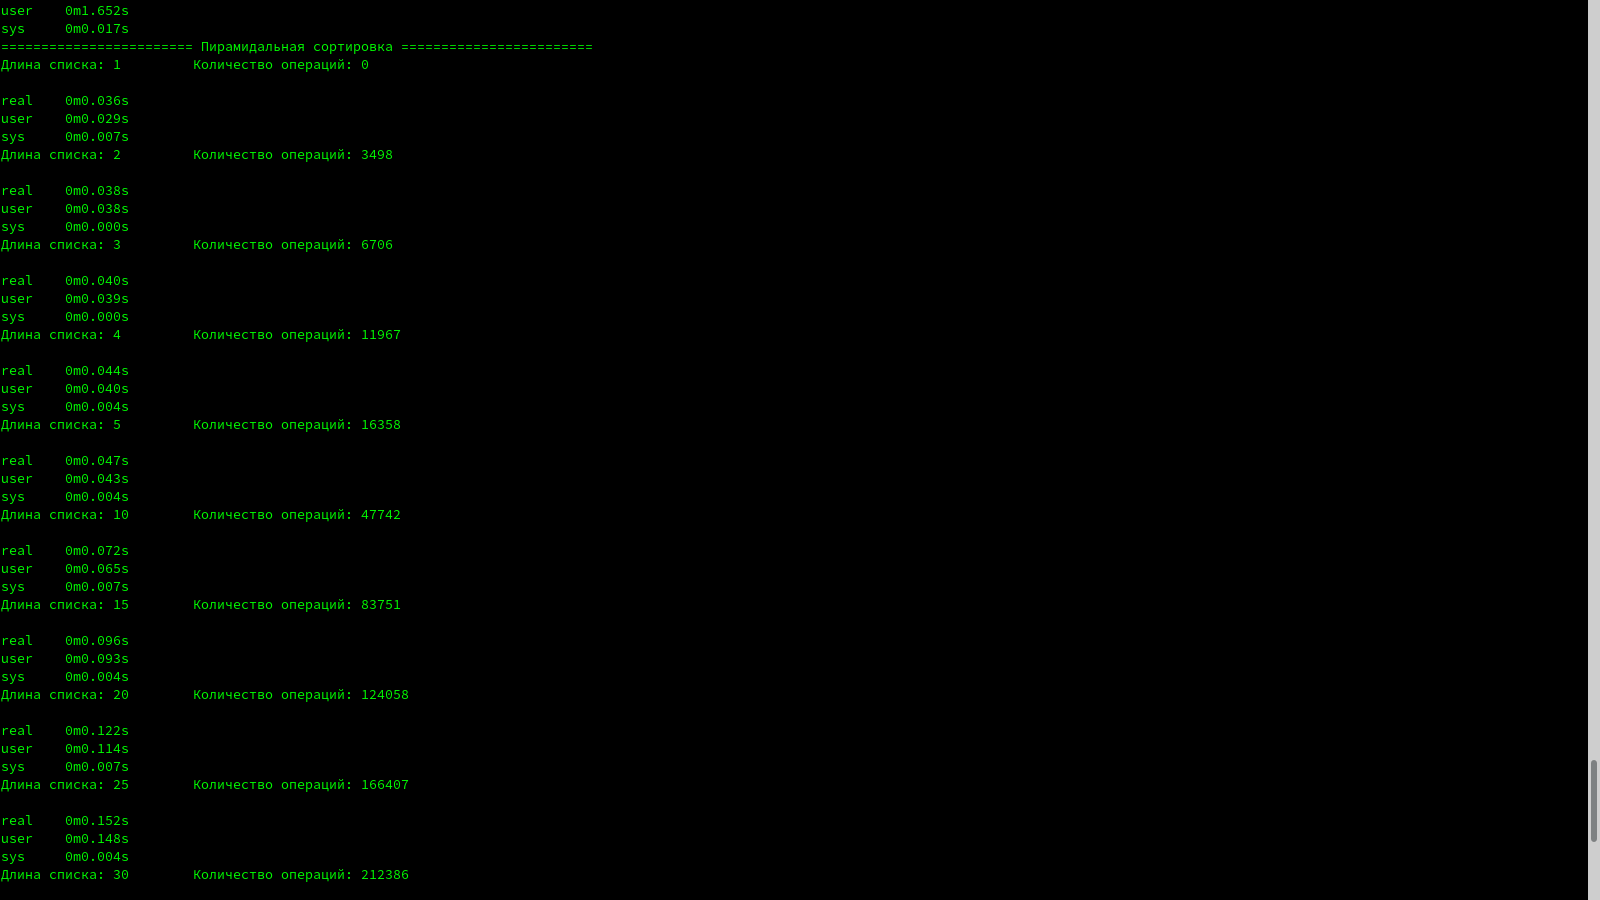 user    0m1.652s
sys     0m0.017s
======================== Пирамидальная сортировка ========================
Длина списка: 1         Количество операций: 0
real    0m0.036s
user    0m0.029s
sys     0m0.007s
Длина списка: 2         Количество операций: 3498
real    0m0.038s
user    0m0.038s
sys     0m0.000s
Длина списка: 3         Количество операций: 6706
real    0m0.040s
user    0m0.039s
sys     0m0.000s
Длина списка: 4         Количество операций: 11967
real    0m0.044s
user    0m0.040s
sys     0m0.004s
Длина списка: 5         Количество операций: 16358
real    0m0.047s
user    0m0.043s
sys     0m0.004s
Длина списка: 10        Количество операций: 47742
real    0m0.072s
user    0m0.065s
sys     0m0.007s
Длина списка: 15        Количество операций: 83751
real    0m0.096s
user    0m0.093s
sys     0m0.004s
Длина списка: 20        Количество операций: 124058
real    0m0.122s
user    0m0.114s
sys     0m0.007s
Длина списка: 25        Количество операций: 166407
real    0m0.152s
user    0m0.148s
sys     0m0.004s
Длина списка: 30        Количество операций: 212386